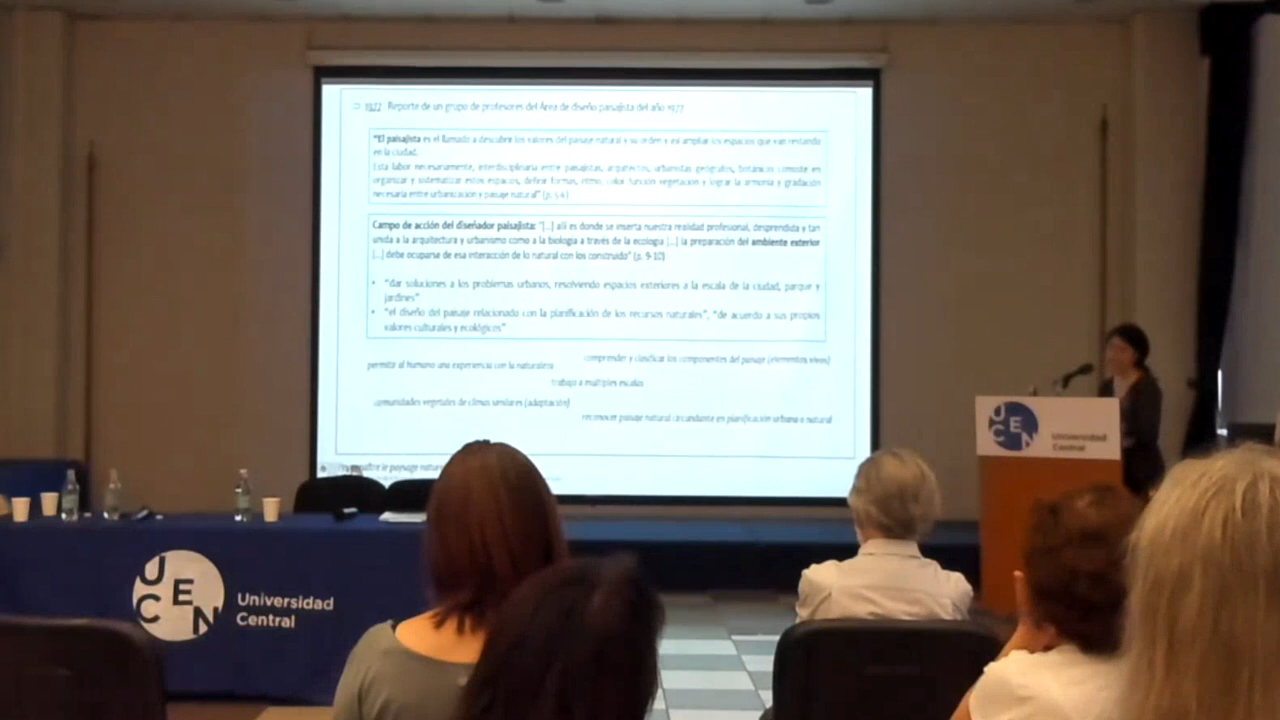 1977. Reporte de un grupo de profesores del Área de diseño paisajista del año 1977
"El paisajista es el llamado a descubrir los valores del paisaje natural y su orden y así ampliar los espacios que van restando
en la ciudad.
Esta labor necesariamente, interdisciplinaria entre paisajistas, arquitectos, urbanistas geógrafos, botánicos consiste en
organizar y sistematizar estos espacios, definir formas, ritmo, color función vegetación y lograr la armonía y gradación
necesaria entre urbanización y paisaje natural" (p. 5
Campo de acción del diseñador paisajista: "[...] allí es donde se inserta nuestra realidad profesional, desprendida y tan
unida a la arquitectura y urbanismo como a la biología a través de la ecología [...] la preparación del ambiente exterior
[...] debe ocuparse de esa interacción de lo natural con los construido" (p. 9-10)
• "dar soluciones a los problemas urbanos, resolviendo espacios exteriores a la escala de la ciudad, parque y
jardines"
• "el diseño del paisaje relacionado con la planificación de los recursos naturales", "de acuerdo a sus propios
valores culturales y ecológicos"
comprender y clasificar los componentes del paisaje (elementos vivos)
permitir al humano una experiencia con la naturaleza
trabajo a múltiples escalas
comunidades vegetales de climas similares (adaptación)
reconocer paisaje natural circundante en planificación urbana o natural
le paysage
UCEN
Universidad
Central
UCEN
Universidad
Central